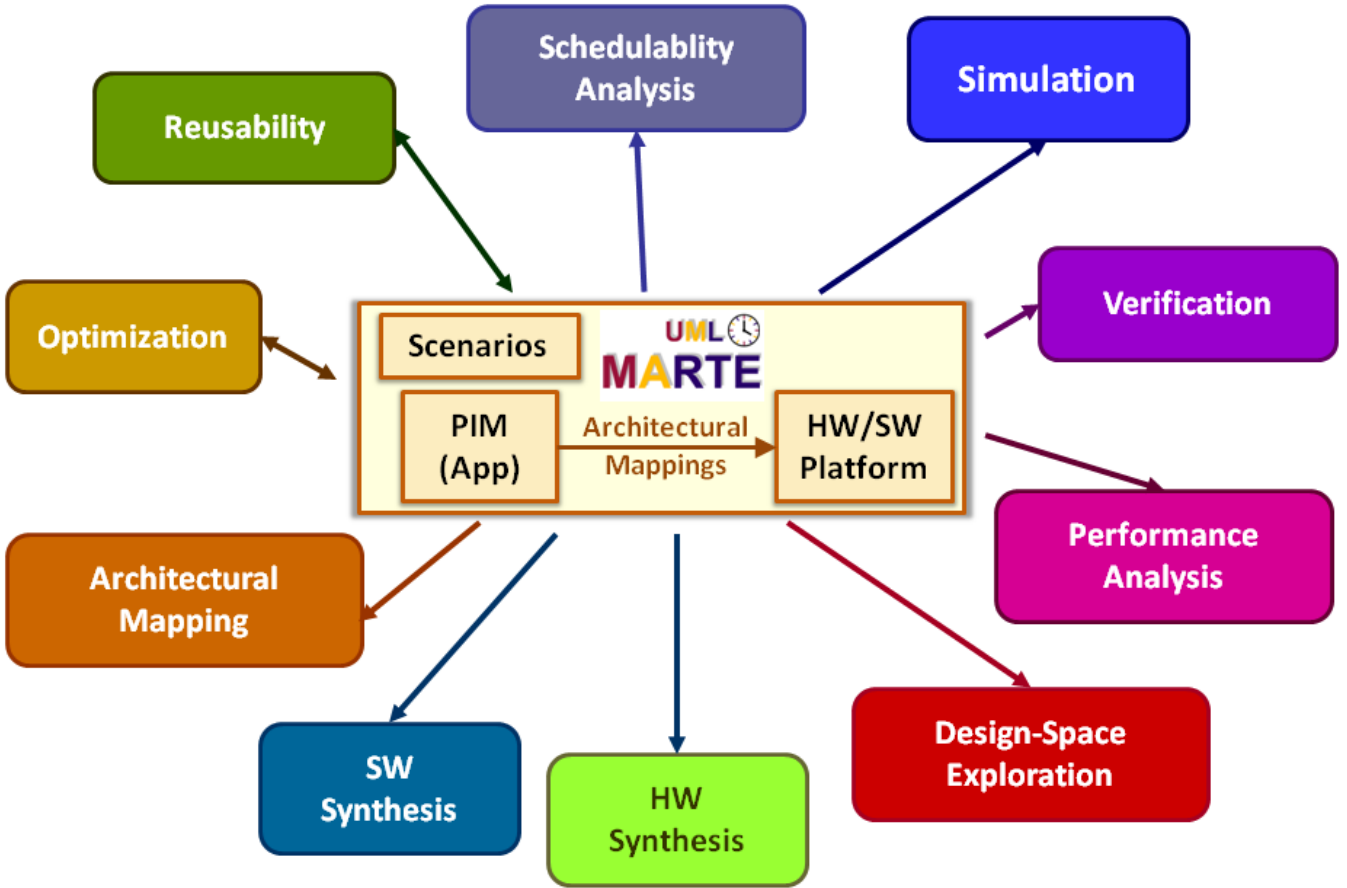 Schedulablity
Analysis
Simulation
Reusability
Verification
Optimization
Scenarios
UML
MARTE
PIM
(App)
Architectural
Mappings
HW/SW
Platform
Performance
Analysis
Architectural
Mapping
Design-Space
Exploration
SW
Synthesis
HW
Synthesis